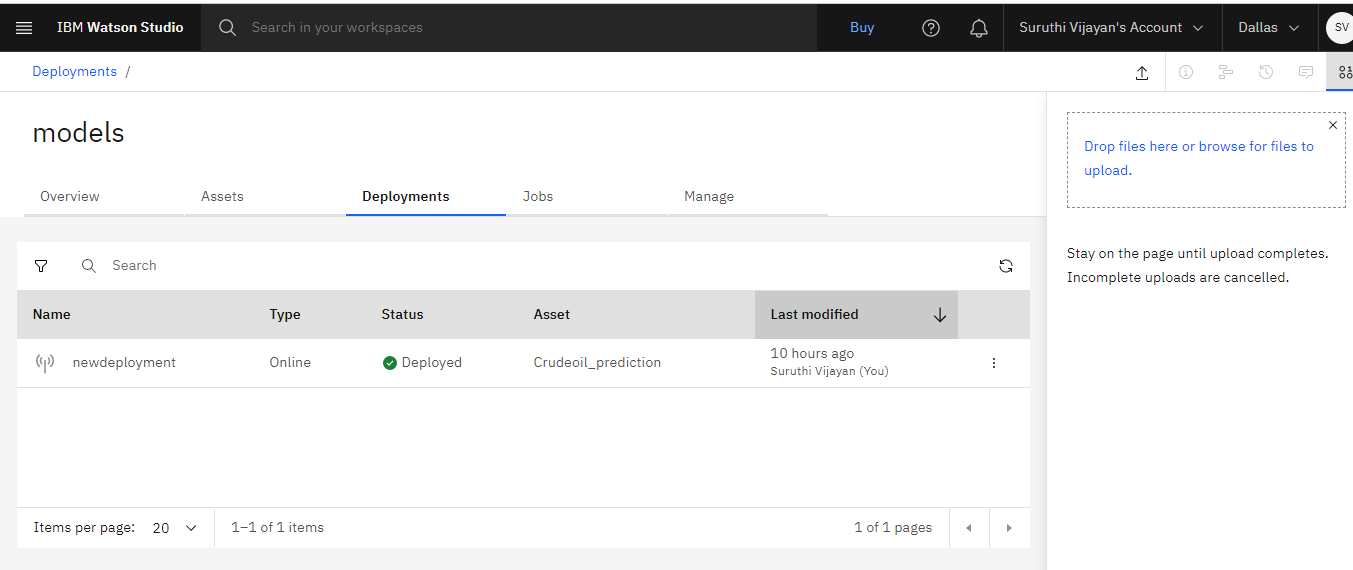 IBM Watson Studio Search in your workspaces Buy Suruthi Vijayan's Account Dallas SV
Deployments /
models
Drop files here or browse for files to
upload.
Overview Assets Deployments Jobs Manage
Stay on the page until upload completes.
Incomplete uploads are cancelled.
Search
Name Type Status Asset Last modified
newdeployment Online Deployed Crudeoil_prediction 10 hours ago
Suruthi Vijayan (You)
Items per page: 20 1–1 of 1 items 1 of 1 pages